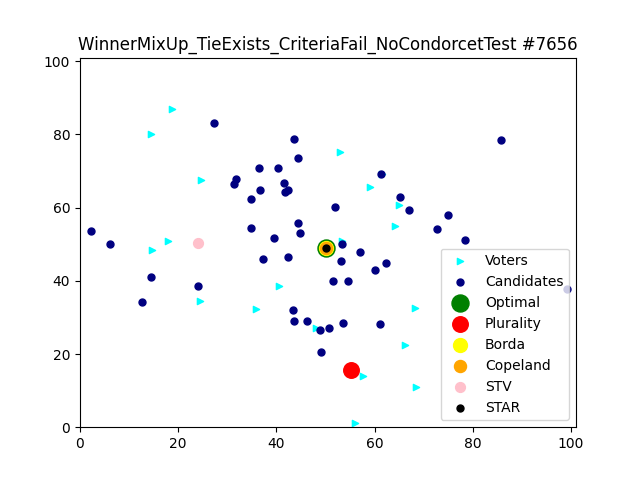 WinnerMixUp_TieExists_CriteriaFail_NoCondorcetTest #7656
100
80
60
40
20
0
0 20 40 60 80 100
Voters
Candidates
Optimal
Plurality
Borda
Copeland
STV
STAR